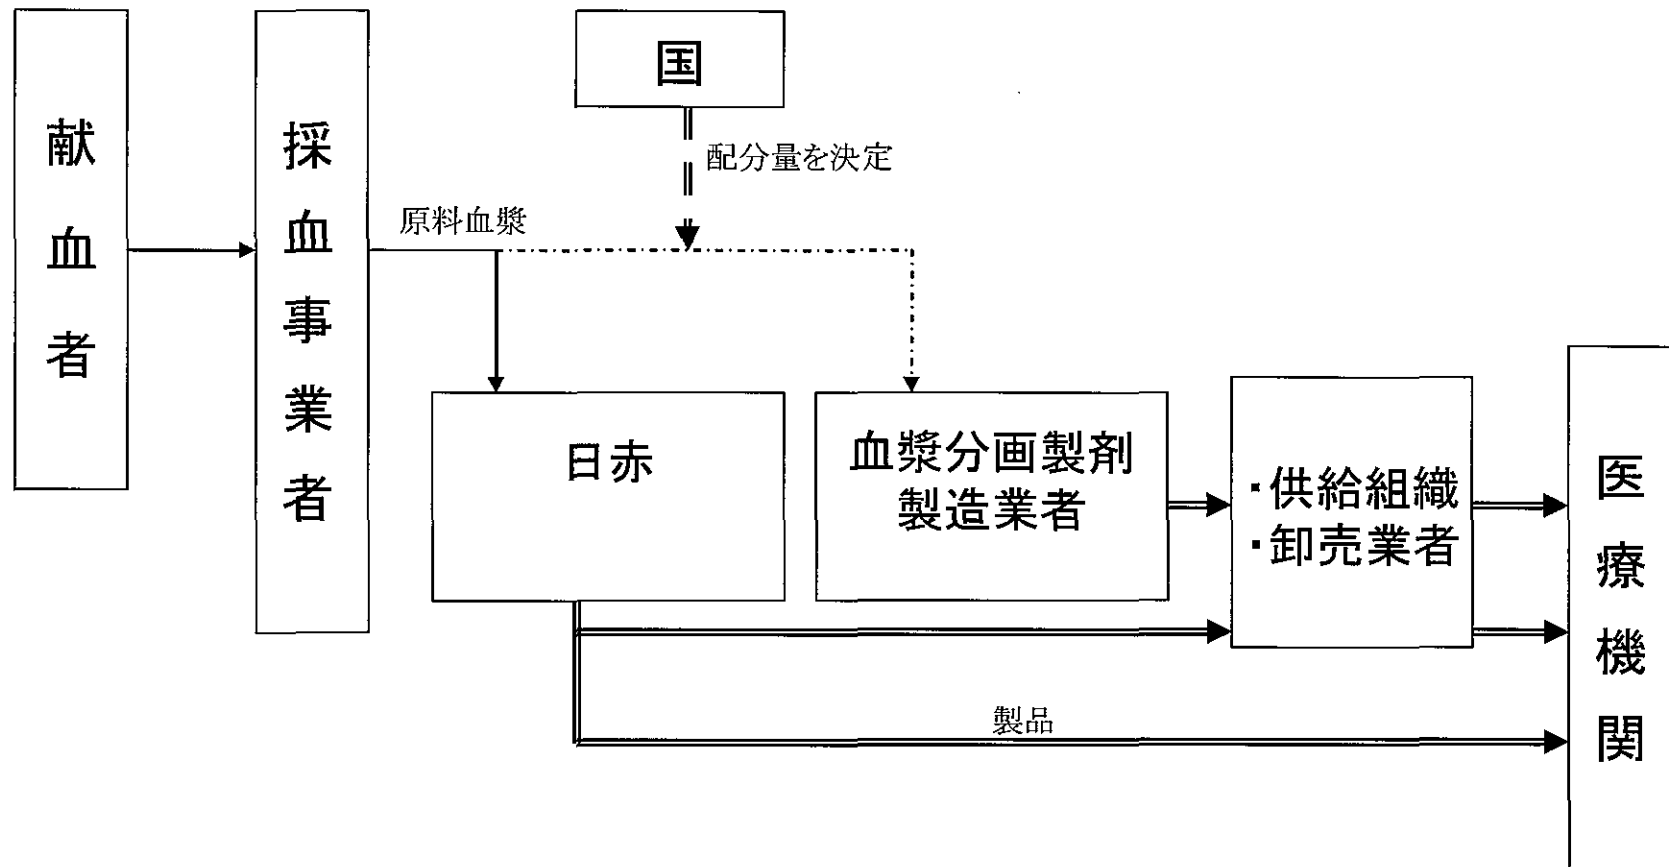 献血者
採血事業者
国
配分量を決定
原料血漿
日赤
血漿分画製剤
製造業者
・供給組織
・卸売業者
医療機関
製品